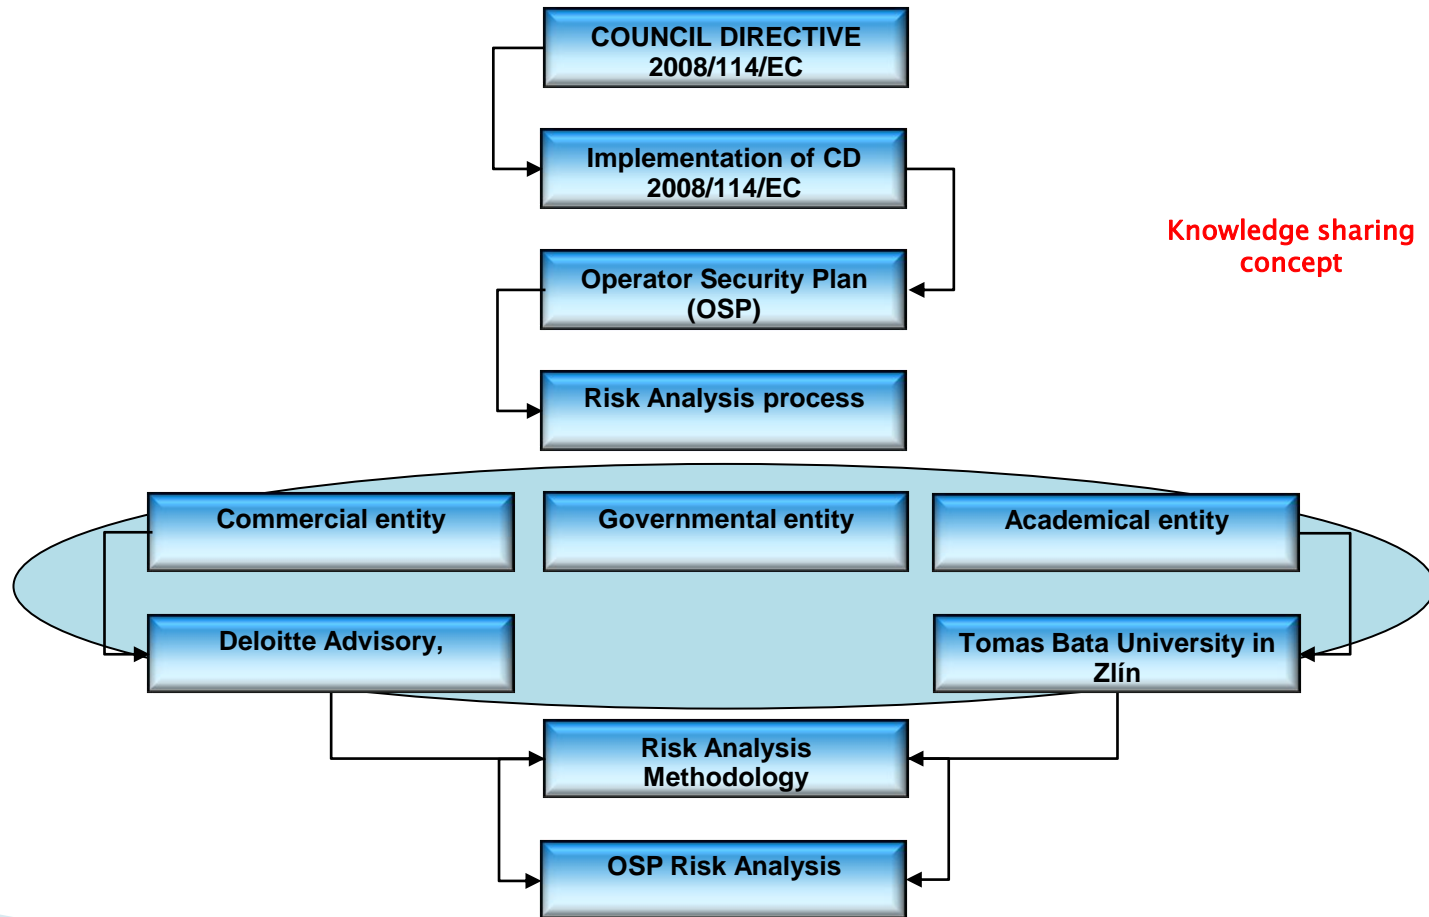 COUNCIL DIRECTIVE
2008/114/EC
Implementation of CD
2008/114/EC
Knowledge sharing
concept
Operator Security Plan
(OSP)
Risk Analysis process
Commercial entity
Governmental entity
Academical entity
Deloitte Advisory,
Tomas Bata University in
Zlín
Risk Analysis
Methodology
OSP Risk Analysis